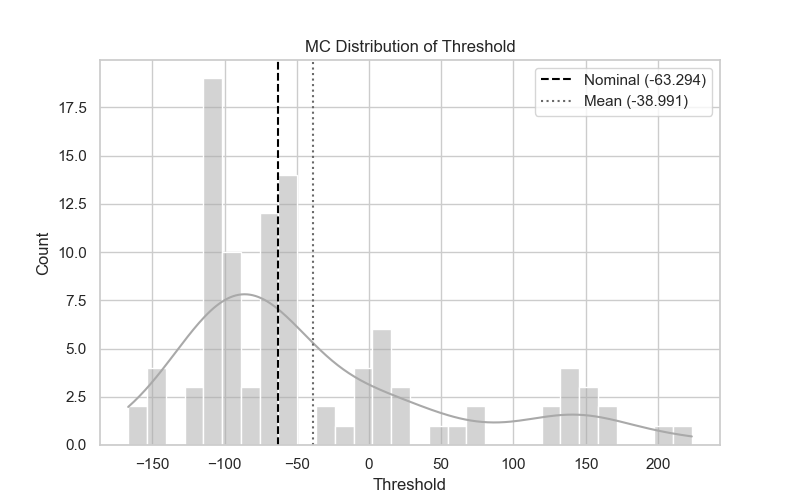 MC Distribution of Threshold
Nominal (-63.294)
Mean (-38.991)
Count
17.5
15.0
12.5
10.0
7.5
5.0
2.5
0.0
−150 −100 −50 0 50 100 150 200
Threshold